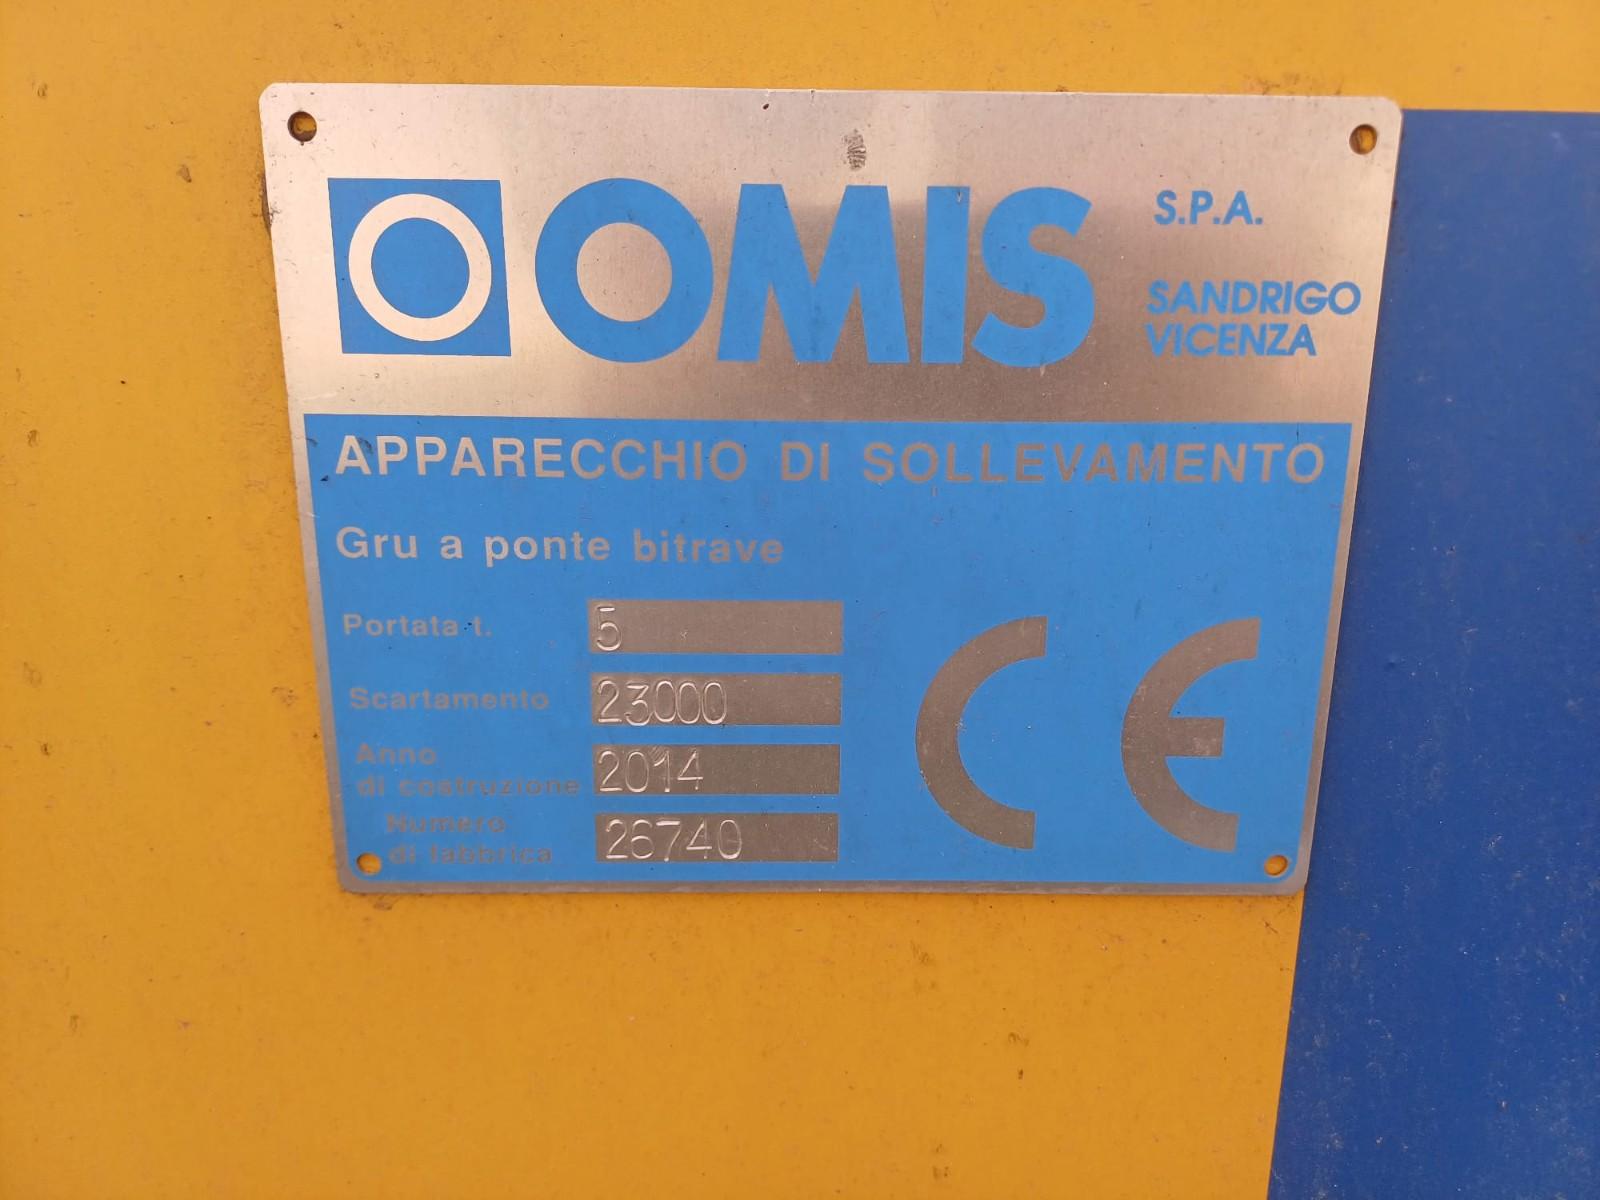 OMIS S.P.A.
SANDRIGO
VICENZA
APPARECCHIO DI SOLLEVAMENTO
Gru a ponte bitrave
Portata t. 5
Scartamento 23000
Anno
di costruzione 2014
Numero
di fabbrica 26740
CE